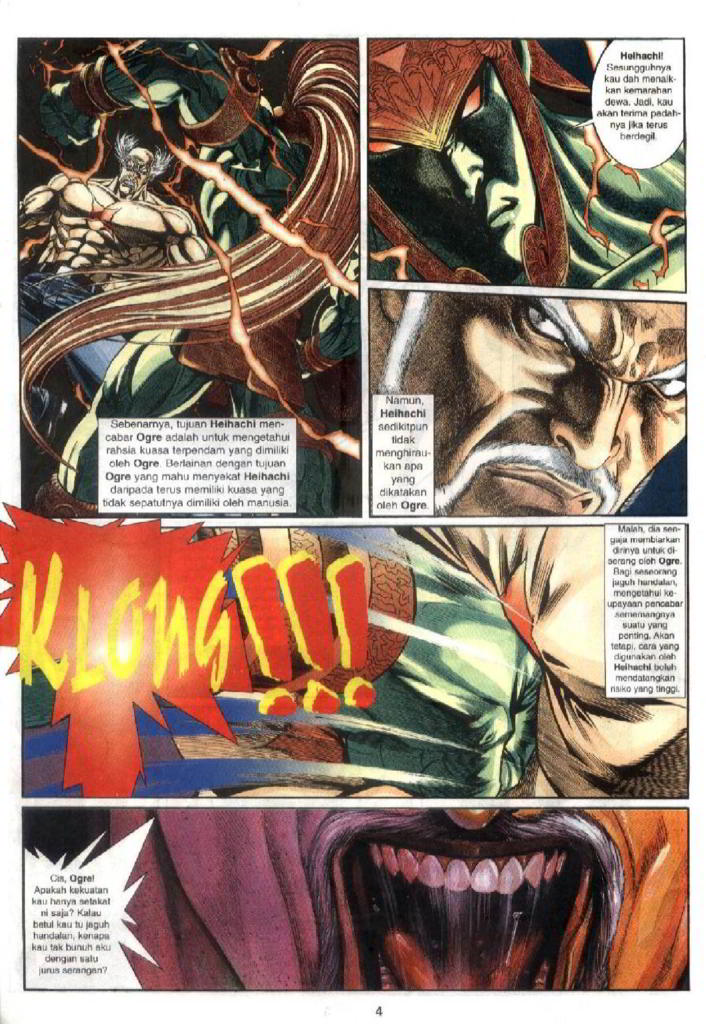 Sebenarnya, tujuan Heihachi men-
cabar Ogre adalah untuk mengetahui
rahsia kuasa terpendam yang dimiliki
oleh Ogre. Berlainan dengan tujuan
Ogre yang mahu menyekat Heihachi
daripada terus memiliki kuasa yang
tidak sepatutnya dimiliki oleh manusia.
Heihachi!
Sesungguhnya
kau dah menaik-
kan kemarahan
dewa. Jadi, kau
akan terima padah-
nya jika terus
berdegil.
Namun,
Heihachi
sedikitpun
tidak
menghirau-
kan apa
yang
dikatakan
oleh Ogre.
KLONG!!!
Malah, dia sen-
gaja membiarkan
dirinya untuk di-
serang oleh Ogre.
Bagi seseorang
jaguh handalan,
mengetahui ke-
upayaan pencabar
sememangnya
suatu yang
penting. Akan
tetapi, cara yang
digunakan oleh
Heihachi boleh
mendatangkan
risiko yang tinggi.
Cis, Ogre!
Apakah kekuatan
kau hanya setakat
ni saja? Kalau
betul kau tu jaguh
handalan, kenapa
kau tak bunuh aku
dengan satu
jurus serangan?
4